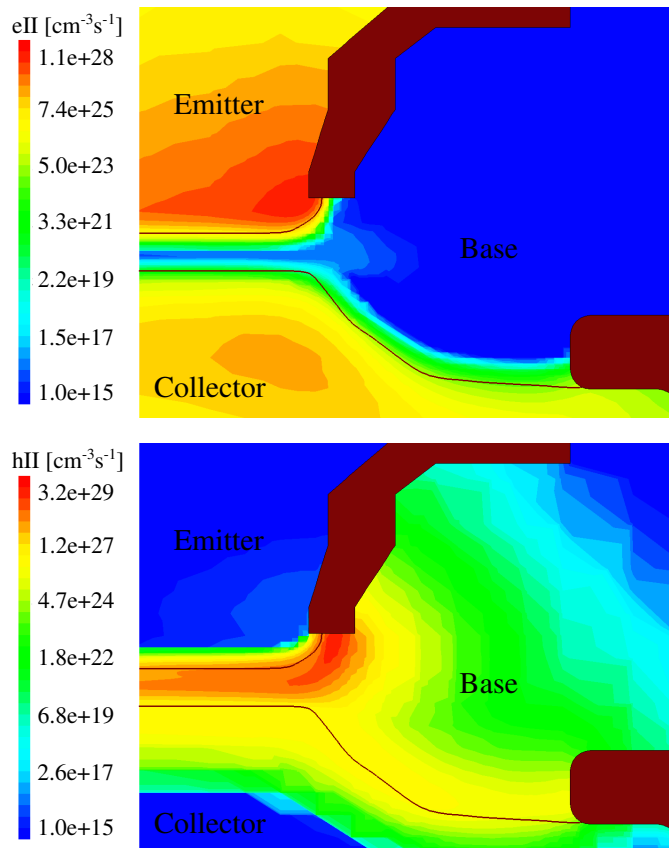 eII [cm⁻³s⁻¹]
1.1e+28
7.4e+25
5.0e+23
3.3e+21
2.2e+19
1.5e+17
1.0e+15
Emitter
Base
Collector
hII [cm⁻³s⁻¹]
3.2e+29
1.2e+27
4.7e+24
1.8e+22
6.8e+19
2.6e+17
1.0e+15
Emitter
Base
Collector